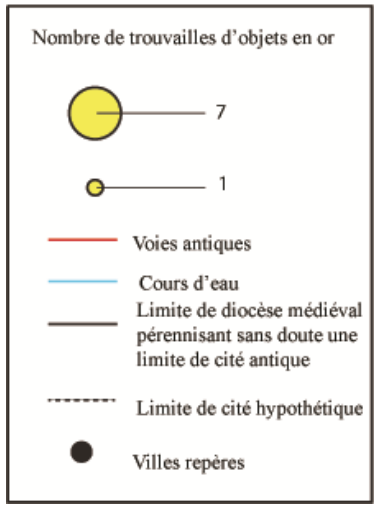 Nombre de trouvailles d'objets en or
7
1
Voies antiques
Cours d'eau
Limite de diocèse médiéval
pérennisant sans doute une
limite de cité antique
Limite de cité hypothétique
Villes repères